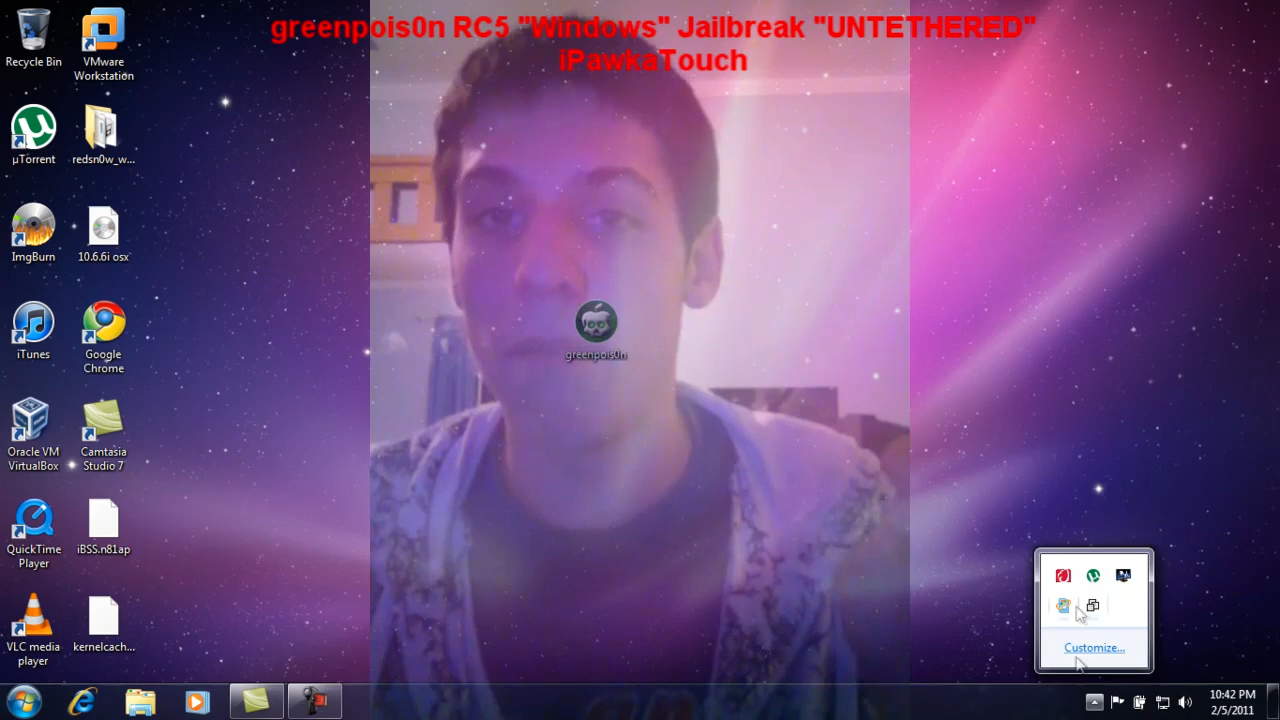 greenpois0n RC5 "Windows" Jailbreak "UNTETHERED"
iPawkaTouch
Recycle Bin
VMware
Workstation
µTorrent
redsn0w_w...
ImgBurn
10.6.6i osx
iTunes
Google
Chrome
greenpois0n
Oracle VM
VirtualBox
Camtasia
Studio 7
QuickTime
Player
iBSS.n81ap
VLC media
player
kernelcach...
Customize...
10:42 PM
2/5/2011